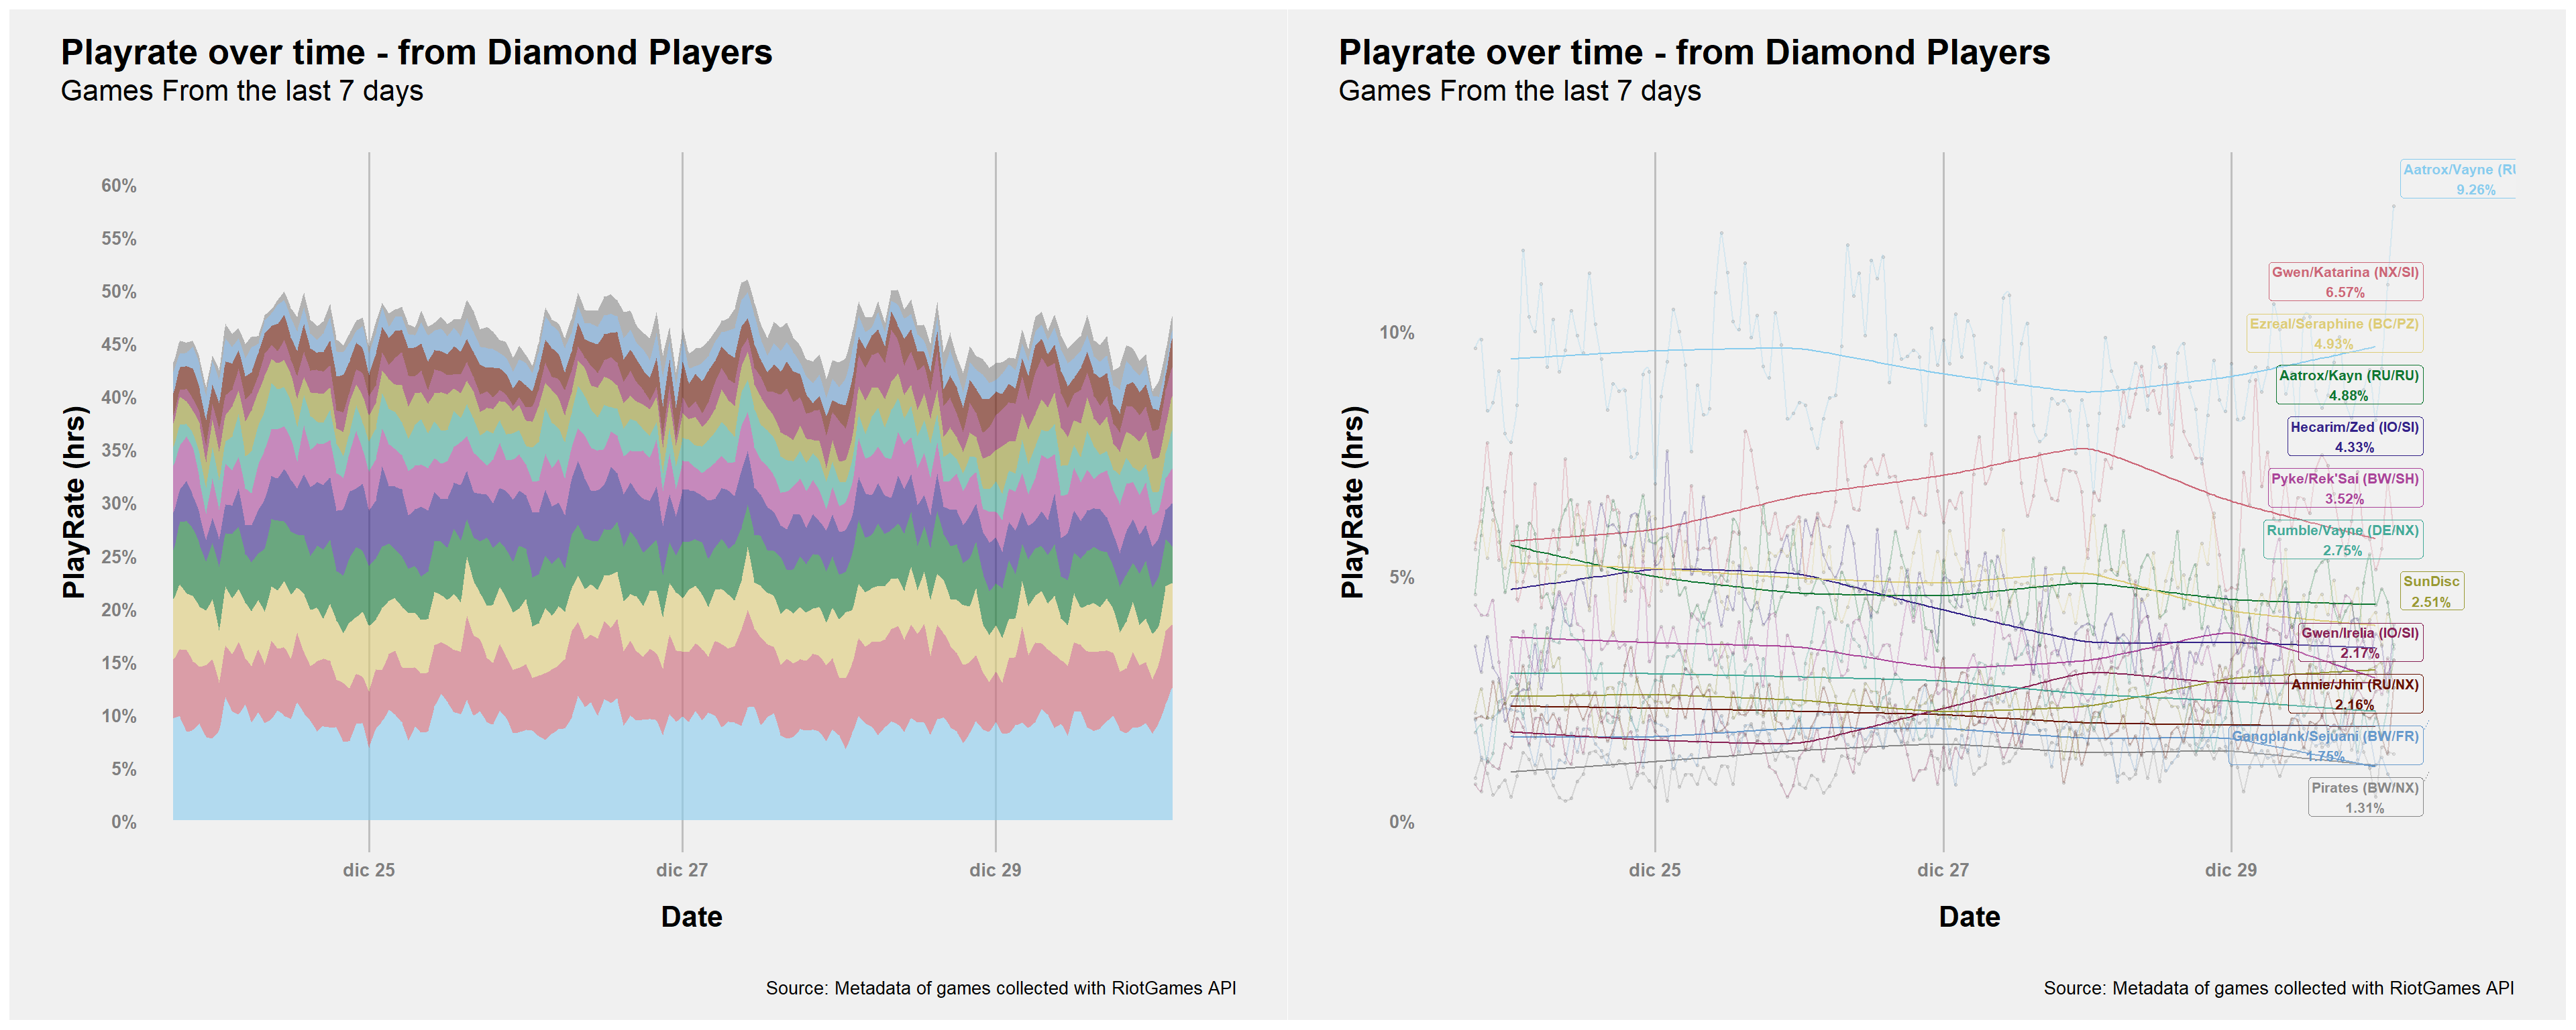 Playrate over time - from Diamond Players
Games From the last 7 days
60%
55%
50%
45%
40%
35%
30%
25%
20%
15%
10%
5%
0%
PlayRate (hrs)
dic 25
dic 27
dic 29
Date
Source: Metadata of games collected with RiotGames API
Playrate over time - from Diamond Players
Games From the last 7 days
10%
5%
0%
PlayRate (hrs)
Aatrox/Vayne (RU
9.26%
Gwen/Katarina (NX/SI)
6.57%
Ezreal/Seraphine (BC/PZ)
4.93%
Aatrox/Kayn (RU/RU)
4.88%
Hecarim/Zed (IO/SI)
4.33%
Pyke/Rek'Sai (BW/SH)
3.52%
Rumble/Vayne (DE/NX)
2.75%
SunDisc
2.51%
Gwen/Irelia (IO/SI)
2.17%
Annie/Jhin (RU/NX)
2.16%
Gangplank/Sejuani (BW/FR)
1.75%
Pirates (BW/NX)
1.31%
dic 25
dic 27
dic 29
Date
Source: Metadata of games collected with RiotGames API